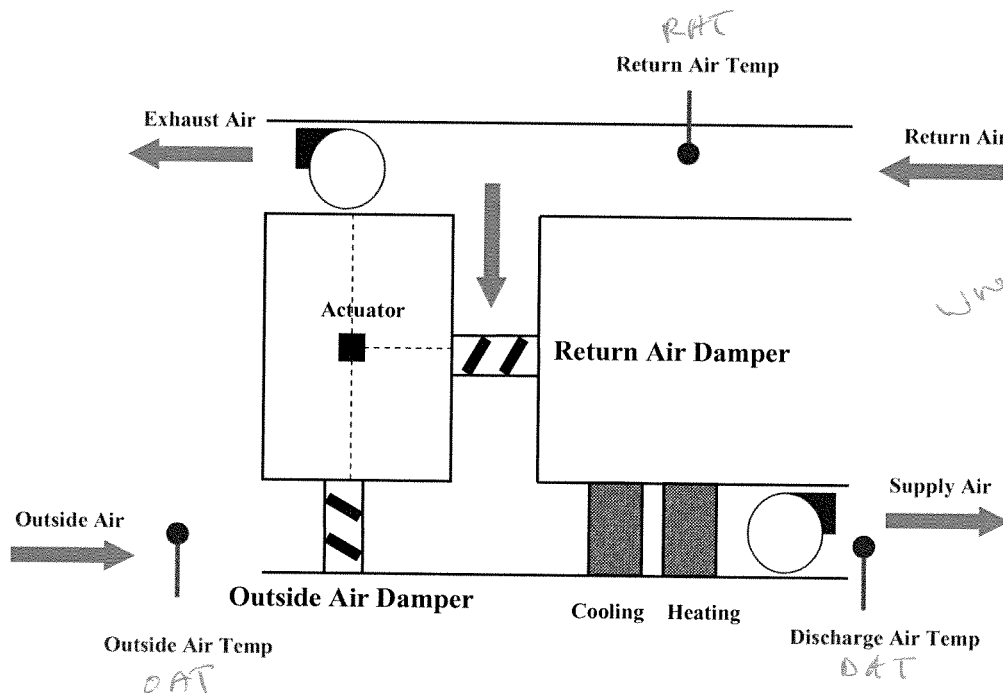 RAT
Return Air Temp
Exhaust Air
Return Air
Actuator
Return Air Damper
Supply Air
Outside Air
Outside Air Damper
Cooling
Heating
Outside Air Temp
Discharge Air Temp
OAT
DAT